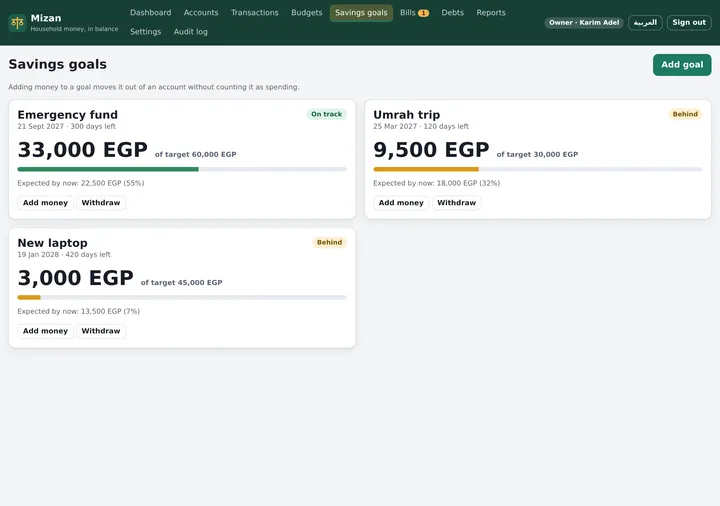 Mizan
Household money, in balance
Dashboard Accounts Transactions Budgets Savings goals Bills 1 Debts Reports
Settings Audit log
Owner · Karim Adel العربية Sign out
Savings goals
Add goal
Adding money to a goal moves it out of an account without counting it as spending.
Emergency fund On track
21 Sept 2027 · 300 days left
33,000 EGP of target 60,000 EGP
Expected by now: 22,500 EGP (55%)
Add money Withdraw
Umrah trip Behind
25 Mar 2027 · 120 days left
9,500 EGP of target 30,000 EGP
Expected by now: 18,000 EGP (32%)
Add money Withdraw
New laptop Behind
19 Jan 2028 · 420 days left
3,000 EGP of target 45,000 EGP
Expected by now: 13,500 EGP (7%)
Add money Withdraw